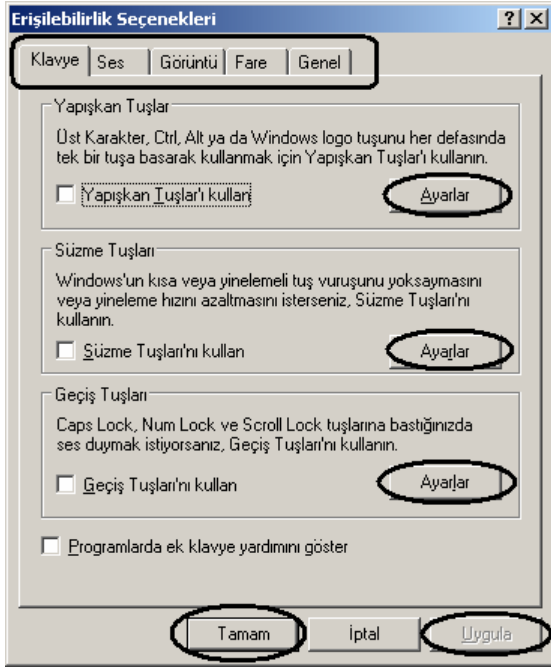 Erişilebilirlik Seçenekleri
Klavye Ses Görüntü Fare Genel
Yapışkan Tuşlar
Üst Karakter, Ctrl, Alt ya da Windows logo tuşunu her defasında
tek bir tuşa basarak kullanmak için Yapışkan Tuşlar'ı kullanın.
Yapışkan Tuşlar'ı kullan Ayarlar
Süzme Tuşları
Windows'un kısa veya yinelemeli tuş vuruşunu yoksaymasını
veya yineleme hızını azaltmasını isterseniz, Süzme Tuşları'nı
kullanın.
Süzme Tuşları'nı kullan Ayarlar
Geçiş Tuşları
Caps Lock, Num Lock ve Scroll Lock tuşlarına bastığınızda
ses duymak istiyorsanız, Geçiş Tuşları'nı kullanın.
Geçiş Tuşları'nı kullan Ayarlar
Programlarda ek klavye yardımını göster
Tamam İptal Uygula